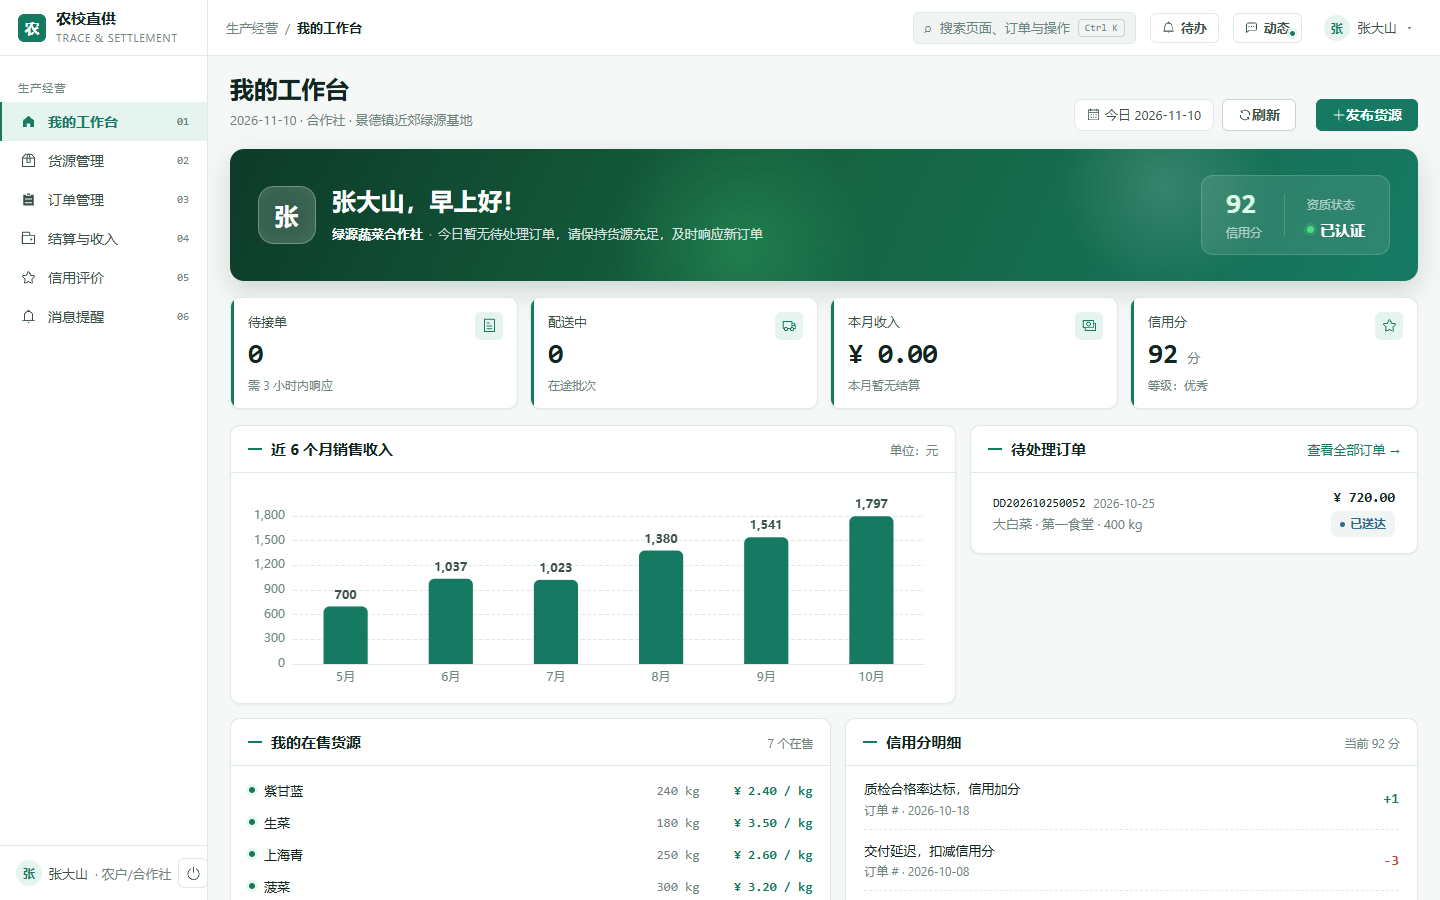 农 农校直供
TRACE & SETTLEMENT
生产经营 / 我的工作台
搜索页面、订单与操作 Ctrl K
待办
动态
张 张大山
生产经营
我的工作台 01
货源管理 02
订单管理 03
结算与收入 04
信用评价 05
消息提醒 06
张 张大山 · 农户/合作社
我的工作台
2026-11-10 · 合作社 · 景德镇近郊绿源基地
今日 2026-11-10
刷新
+发布货源
张
张大山，早上好！
绿源蔬菜合作社 · 今日暂无待处理订单，请保持货源充足，及时响应新订单
92
信用分
资质状态
已认证
待接单
0
需 3 小时内响应
配送中
0
在途批次
本月收入
¥ 0.00
本月暂无结算
信用分
92 分
等级：优秀
近 6 个月销售收入 单位：元
1,800
1,500
1,200
900
600
300
0
700
1,037
1,023
1,380
1,541
1,797
5月 6月 7月 8月 9月 10月
待处理订单 查看全部订单 →
DD202610250052 2026-10-25 ¥ 720.00
大白菜 · 第一食堂 · 400 kg 已送达
我的在售货源 7 个在售
紫甘蓝 240 kg ¥ 2.40 / kg
生菜 180 kg ¥ 3.50 / kg
上海青 250 kg ¥ 2.60 / kg
菠菜 300 kg ¥ 3.20 / kg
信用分明细 当前 92 分
质检合格率达标，信用加分 +1
订单 # · 2026-10-18
交付延迟，扣减信用分 -3
订单 # · 2026-10-08